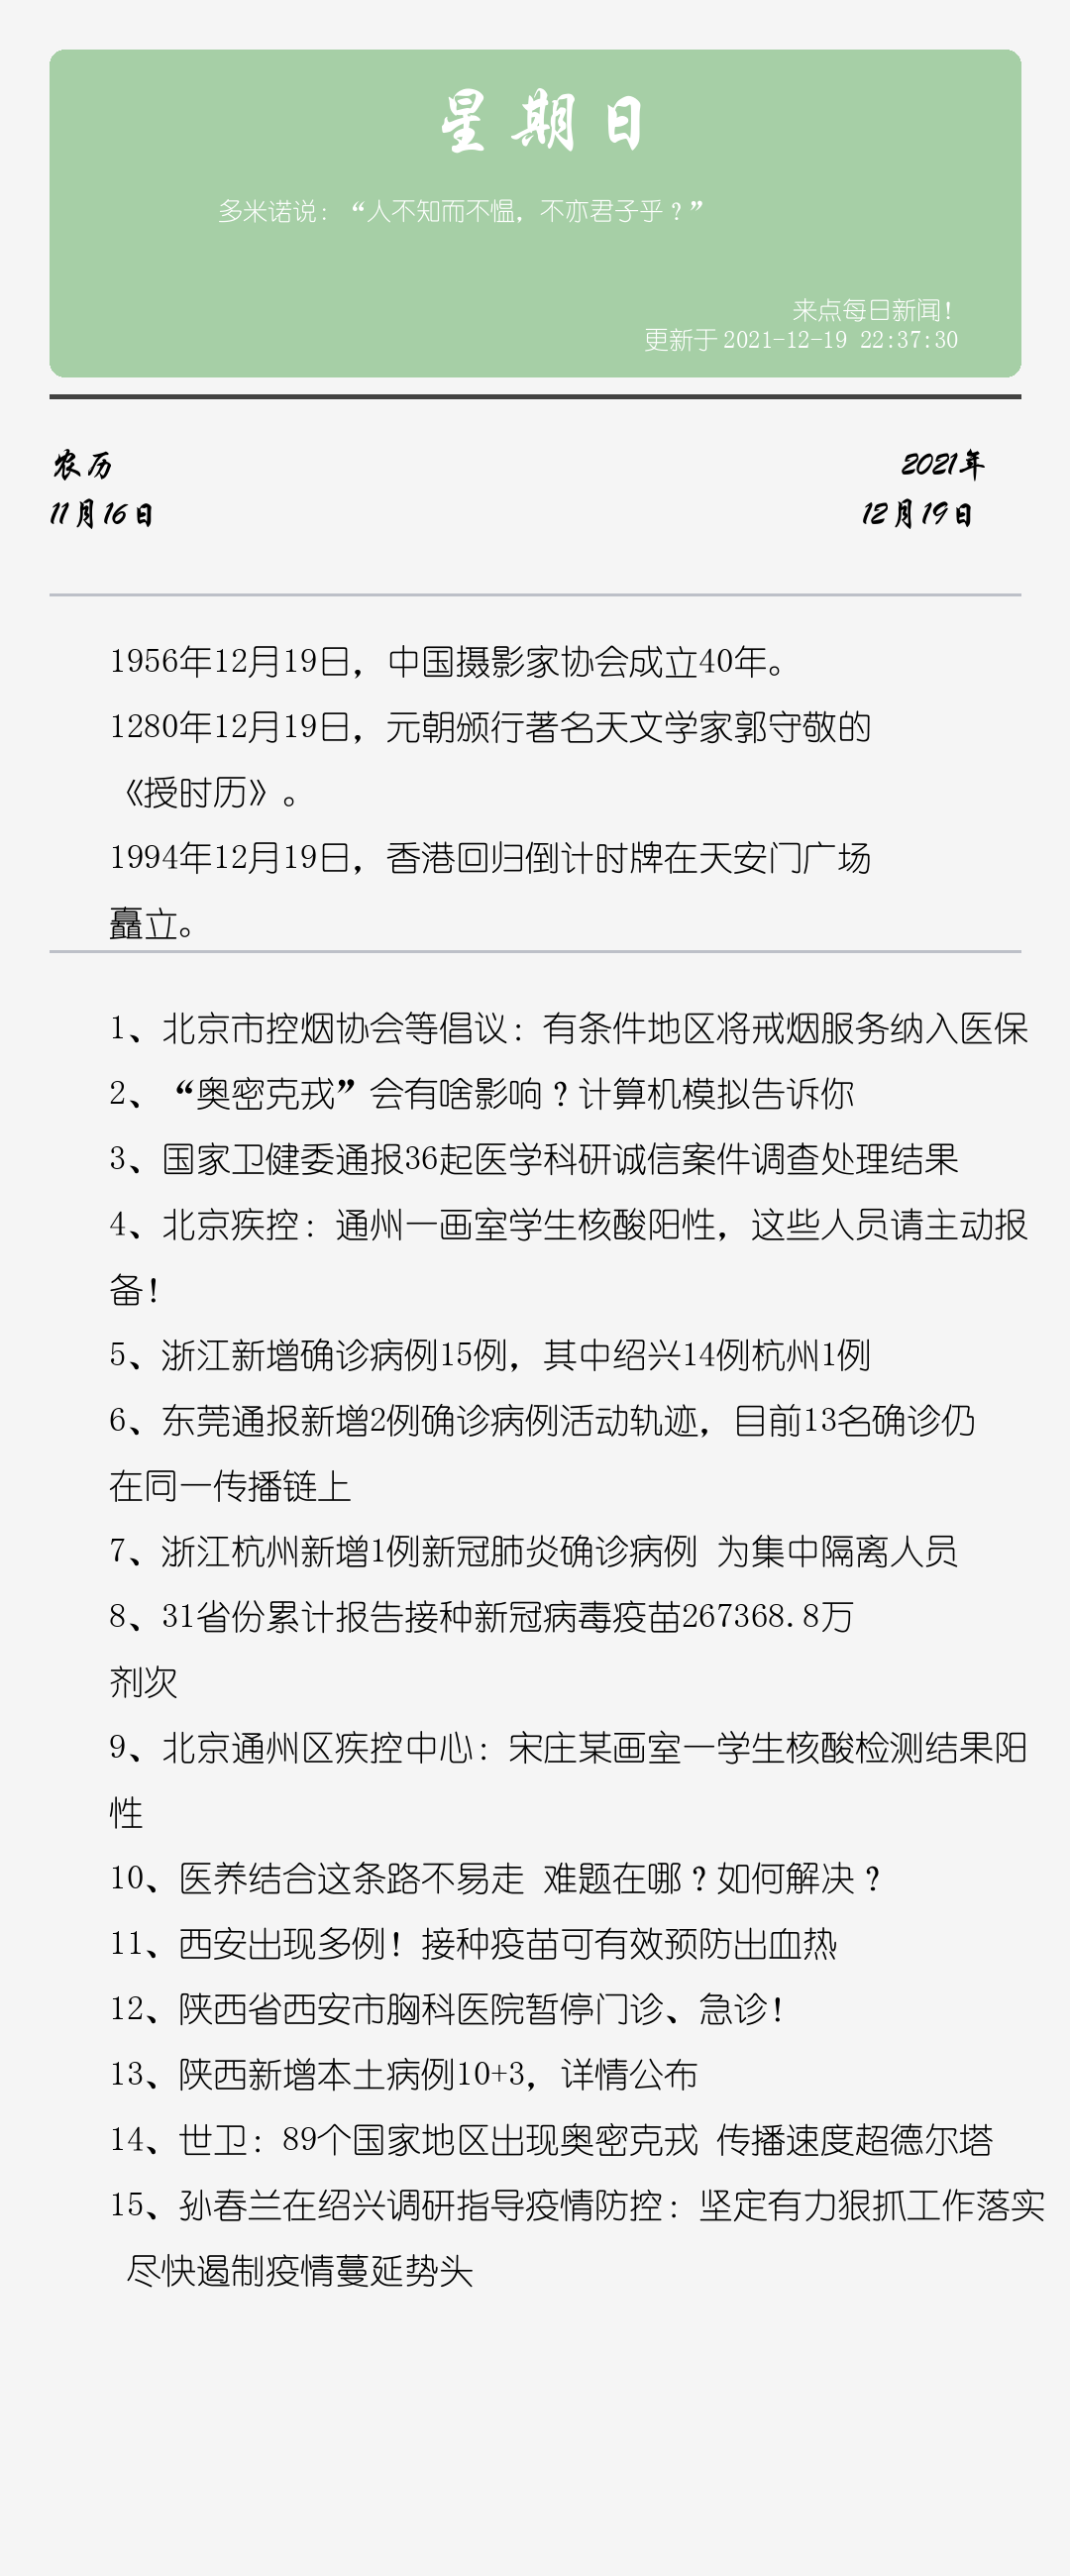 星期日
多米诺说：“人不知而不愠，不亦君子乎？”
来点每日新闻！
更新于 2021-12-19 22:37:30
农历
2021年
11月16日
12月19日
1956年12月19日，中国摄影家协会成立40年。
1280年12月19日，元朝颁行著名天文学家郭守敬的
《授时历》。
1994年12月19日，香港回归倒计时牌在天安门广场
矗立。
1、北京市控烟协会等倡议：有条件地区将戒烟服务纳入医保
2、“奥密克戎”会有啥影响？计算机模拟告诉你
3、国家卫健委通报36起医学科研诚信案件调查处理结果
4、北京疾控：通州一画室学生核酸阳性，这些人员请主动报
备！
5、浙江新增确诊病例15例，其中绍兴14例杭州1例
6、东莞通报新增2例确诊病例活动轨迹，目前13名确诊仍
在同一传播链上
7、浙江杭州新增1例新冠肺炎确诊病例 为集中隔离人员
8、31省份累计报告接种新冠病毒疫苗267368.8万
剂次
9、北京通州区疾控中心：宋庄某画室一学生核酸检测结果阳
性
10、医养结合这条路不易走 难题在哪？如何解决？
11、西安出现多例！接种疫苗可有效预防出血热
12、陕西省西安市胸科医院暂停门诊、急诊！
13、陕西新增本土病例10+3，详情公布
14、世卫：89个国家地区出现奥密克戎 传播速度超德尔塔
15、孙春兰在绍兴调研指导疫情防控：坚定有力狠抓工作落实
尽快遏制疫情蔓延势头